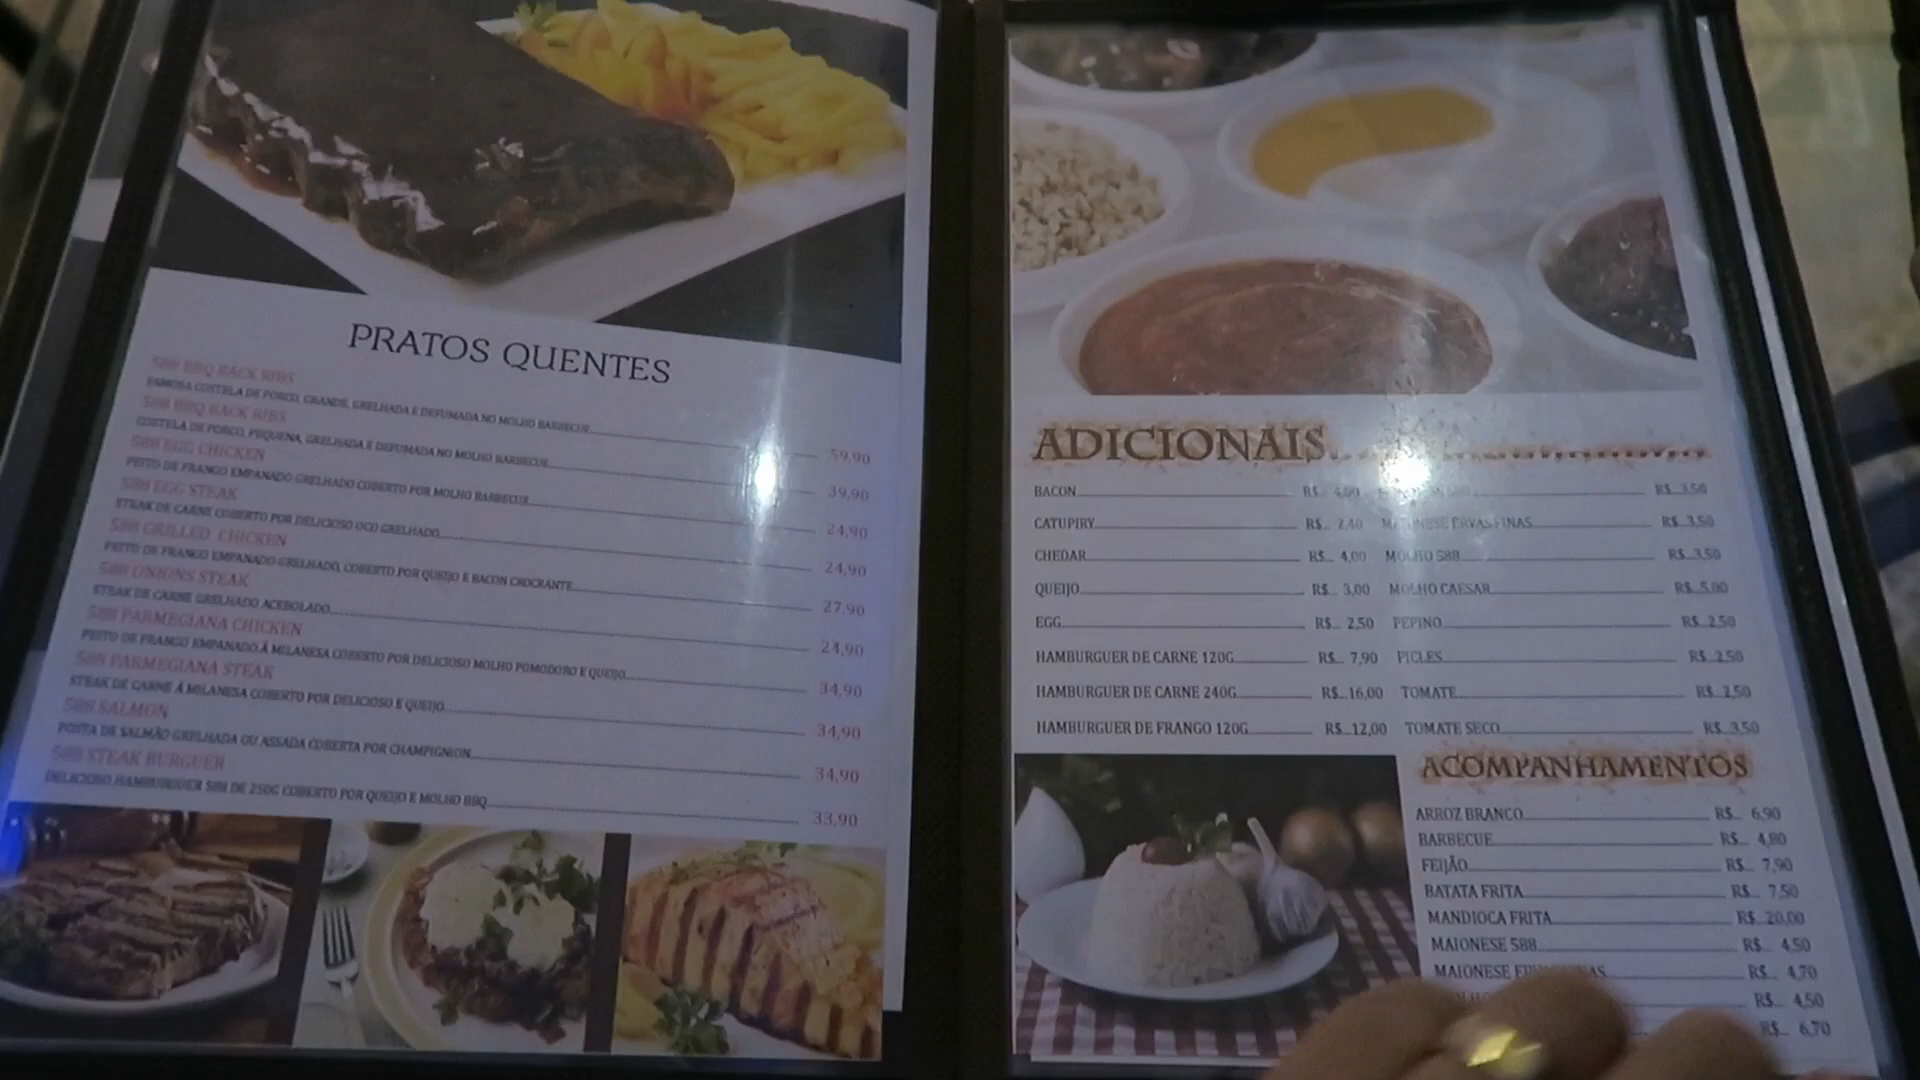 PRATOS QUENTES
588 BBQ BACK RIBS
FAMOSA COSTELA DE PORCO, GRANDE, GRELHADA E DEFUMADA NO MOLHO BARBECUE 59,90
588 BBQ BACK RIBS
COSTELA DE PORCO, PEQUENA, GRELHADA E DEFUMADA NO MOLHO BARBECUE 39,90
588 EGG CHICKEN
PEITO DE FRANGO EMPANADO GRELHADO COBERTO POR MOLHO BARBECUE 24,90
588 EGG STEAK
STEAK DE CARNE COBERTO POR DELICIOSO OCO GRELHADO 24,90
588 GRILLED CHICKEN
PEITO DE FRANGO EMPANADO GRELHADO, COBERTO POR QUEIJO E BACON CROCANTE 27,90
588 ONIONS STEAK
STEAK DE CARNE GRELHADO ACEBOLADO 24,90
588 PARMEGIANA CHICKEN
PEITO DE FRANGO EMPANADO À MILANESA COBERTO POR DELICIOSO MOLHO POMODORO E QUEIJO 34,90
588 PARMEGIANA STEAK
STEAK DE CARNE À MILANESA COBERTO POR DELICIOSO E QUEIJO 34,90
588 SALMON
POSTA DE SALMÃO GRELHADA OU ASSADA COBERTA POR CHAMPIGNON 34,90
588 STEAK BURGUER
DELICIOSO HAMBURGUER 588 DE 250G COBERTO POR QUEIJO E MOLHO BBQ 33,90
ADICIONAIS
BACON R$ 4,00 R$ 3,50
CATUPIRY R$ 2,40 MAIONESE ERVAS FINAS R$ 3,50
CHEDAR R$ 4,00 MOLHO 588 R$ 3,50
QUEIJO R$ 3,00 MOLHO CAESAR R$ 5,00
EGG R$ 2,50 PEPINO R$ 2,50
HAMBURGUER DE CARNE 120G R$ 7,90 PICLES R$ 2,50
HAMBURGUER DE CARNE 240G R$ 16,00 TOMATE R$ 2,50
HAMBURGUER DE FRANGO 120G R$ 12,00 TOMATE SECO R$ 3,50
ACOMPANHAMENTOS
ARROZ BRANCO R$ 6,90
BARBECUE R$ 4,80
FEIJÃO R$ 7,90
BATATA FRITA R$ 7,50
MANDIOCA FRITA R$ 20,00
MAIONESE 588 R$ 4,50
MAIONESE R$ 4,70
R$ 4,50
R$ 6,70